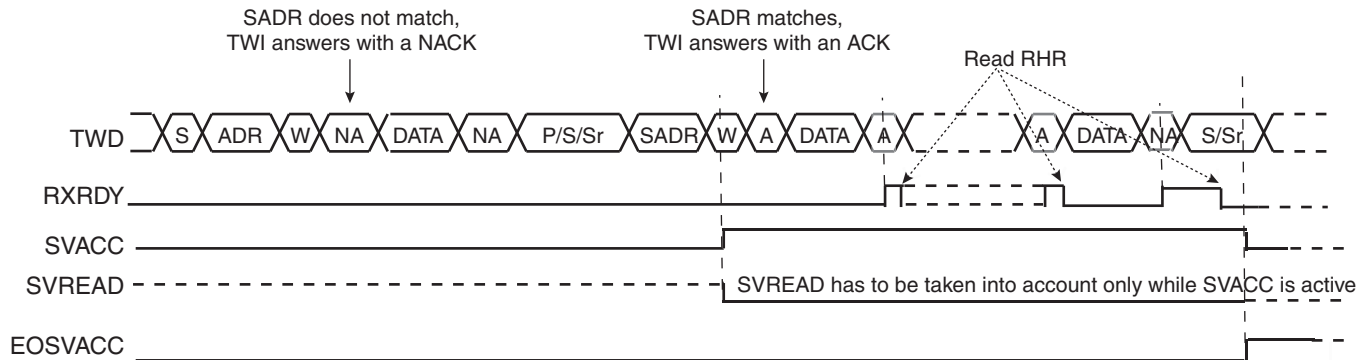 SADR does not match,
TWI answers with a NACK
SADR matches,
TWI answers with an ACK
Read RHR
TWD S ADR W NA DATA NA P/S/Sr SADR W A DATA A A DATA NA S/Sr
RXRDY
SVACC
SVREAD SVREAD has to be taken into account only while SVACC is active
EOSVACC